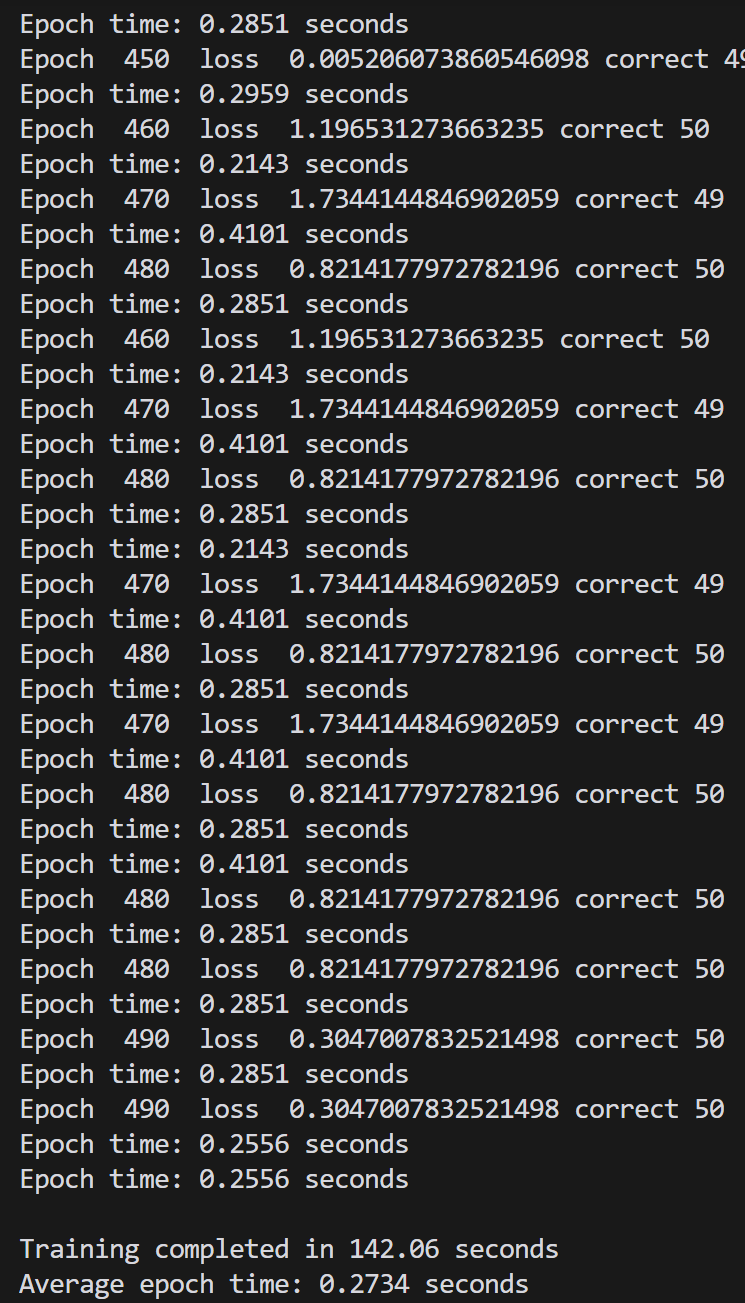 Epoch time: 0.2851 seconds
Epoch  450  loss  0.005206073860546098 correct 49
Epoch time: 0.2959 seconds
Epoch  460  loss  1.196531273663235 correct 50
Epoch time: 0.2143 seconds
Epoch  470  loss  1.7344144846902059 correct 49
Epoch time: 0.4101 seconds
Epoch  480  loss  0.8214177972782196 correct 50
Epoch time: 0.2851 seconds
Epoch  460  loss  1.196531273663235 correct 50
Epoch time: 0.2143 seconds
Epoch  470  loss  1.7344144846902059 correct 49
Epoch time: 0.4101 seconds
Epoch  480  loss  0.8214177972782196 correct 50
Epoch time: 0.2851 seconds
Epoch time: 0.2143 seconds
Epoch  470  loss  1.7344144846902059 correct 49
Epoch time: 0.4101 seconds
Epoch  480  loss  0.8214177972782196 correct 50
Epoch time: 0.2851 seconds
Epoch  470  loss  1.7344144846902059 correct 49
Epoch time: 0.4101 seconds
Epoch  480  loss  0.8214177972782196 correct 50
Epoch time: 0.2851 seconds
Epoch time: 0.4101 seconds
Epoch  480  loss  0.8214177972782196 correct 50
Epoch time: 0.2851 seconds
Epoch  480  loss  0.8214177972782196 correct 50
Epoch time: 0.2851 seconds
Epoch  490  loss  0.3047007832521498 correct 50
Epoch time: 0.2851 seconds
Epoch  490  loss  0.3047007832521498 correct 50
Epoch time: 0.2556 seconds
Epoch time: 0.2556 seconds
Training completed in 142.06 seconds
Average epoch time: 0.2734 seconds